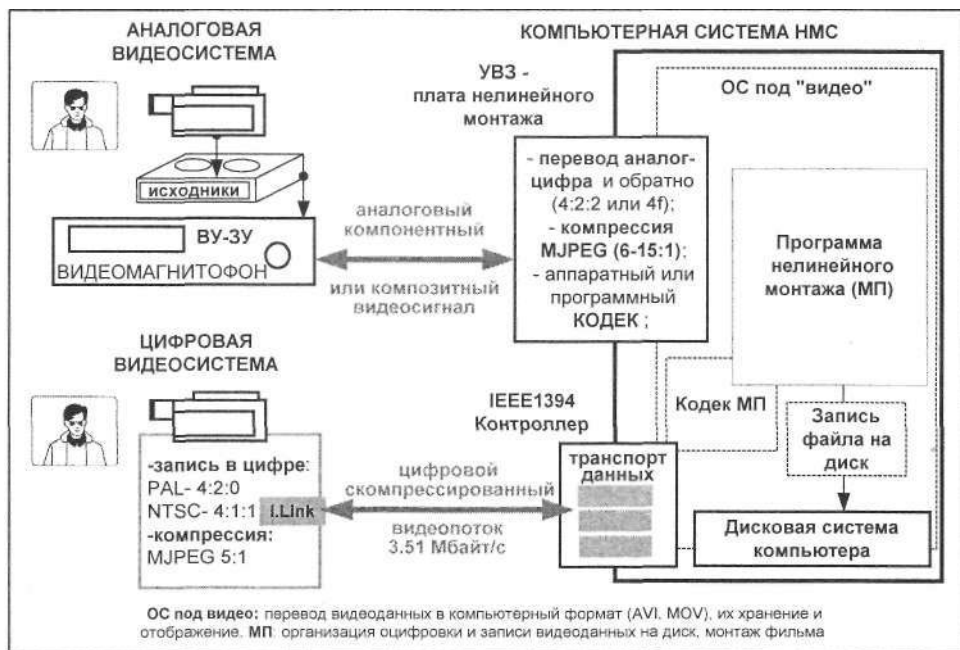 АНАЛОГОВАЯ
ВИДЕОСИСТЕМА
ИСХОДНИКИ
ВУ-ЗУ
ВИДЕОМАГНИТОФОН
аналоговый
компонентный
или композитный
видеосигнал
КОМПЬЮТЕРНАЯ СИСТЕМА НМС
УВЗ -
плата нелинейного
монтажа
- перевод аналог-
цифра и обратно
(4:2:2 или 4f);
- компрессия
MJPEG (6-15:1);
- аппаратный или
программный
КОДЕК ;
ОС под "видео"
Программа
нелинейного
монтажа (МП)
ЦИФРОВАЯ
ВИДЕОСИСТЕМА
-запись в цифре:
PAL- 4:2:0
NTSC- 4:1:1
i.Link
-компрессия:
MJPEG 5:1
цифровой
скомпрессированный
видеопоток
3.51 Мбайт/с
IEEE1394
Контроллер
транспорт
данных
Кодек МП
Запись
файла на
диск
Дисковая система
компьютера
ОС под видео: перевод видеоданных в компьютерный формат (AVI. MOV), их хранение и
отображение. МП: организация оцифровки и записи видеоданных на диск, монтаж фильма